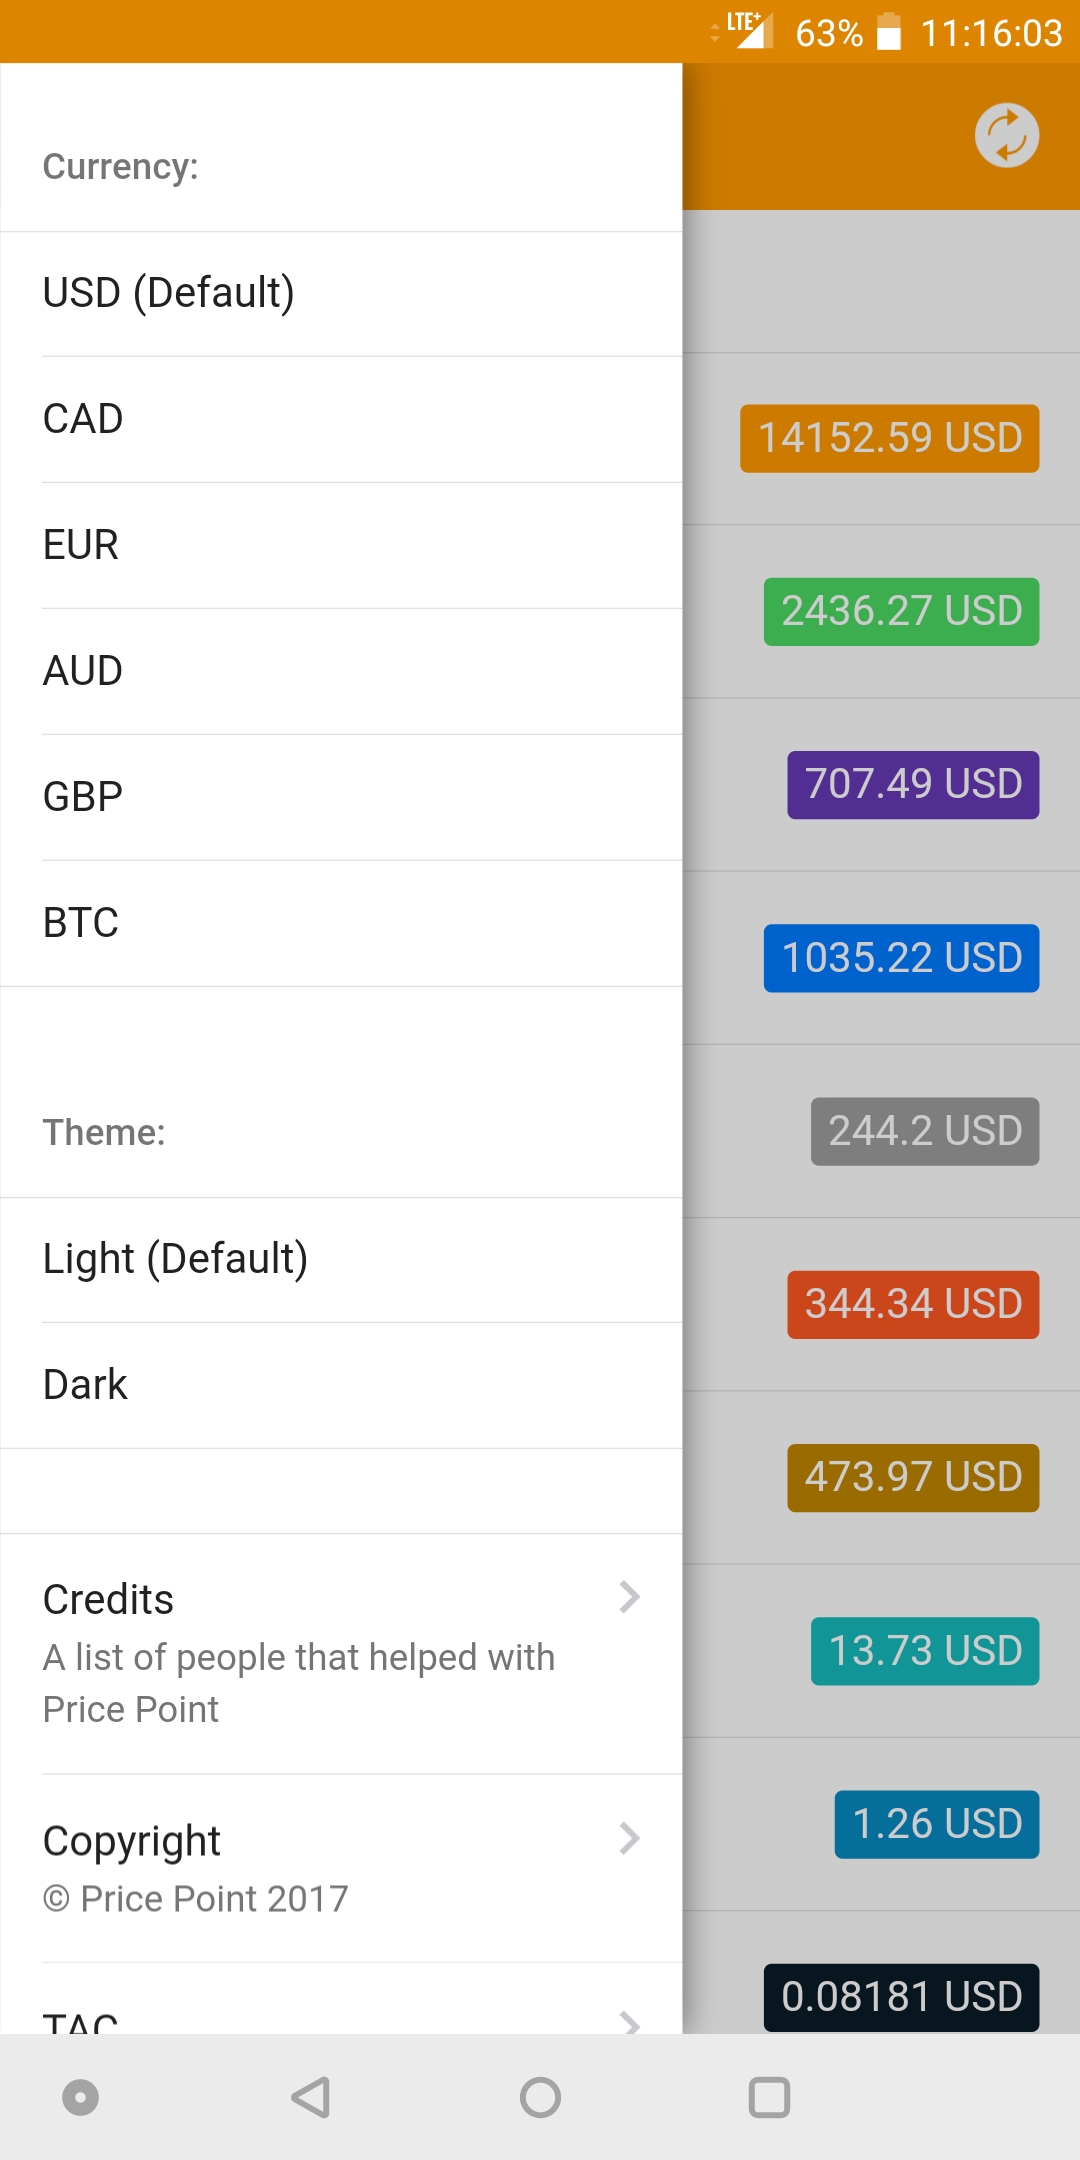 LTE+ 63% 11:16:03
Currency:
USD (Default)
CAD
EUR
AUD
GBP
BTC
Theme:
Light (Default)
Dark
Credits
A list of people that helped with
Price Point
Copyright
© Price Point 2017
TAC
14152.59 USD
2436.27 USD
707.49 USD
1035.22 USD
244.2 USD
344.34 USD
473.97 USD
13.73 USD
1.26 USD
0.08181 USD